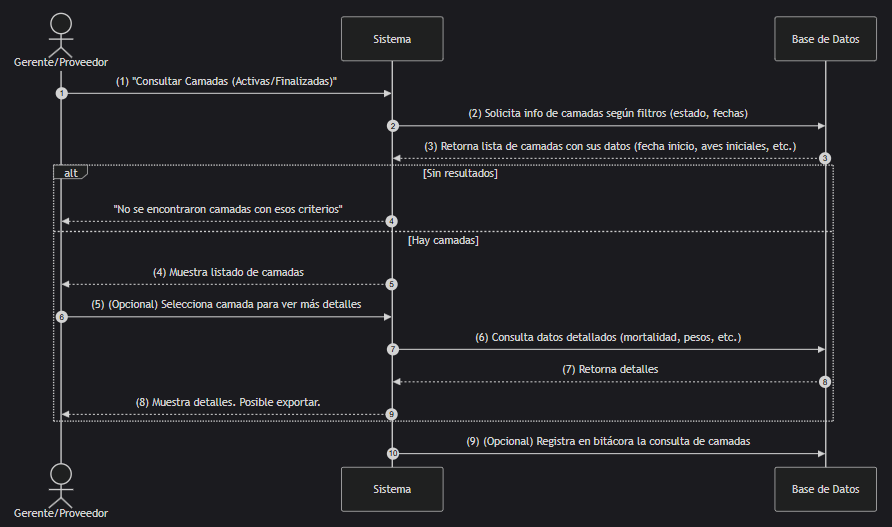 Sistema
Base de Datos
Gerente/Proveedor
(1) "Consultar Camadas (Activas/Finalizadas)"
1
(2) Solicita info de camadas según filtros (estado, fechas)
2
(3) Retorna lista de camadas con sus datos (fecha inicio, aves iniciales, etc.)
3
alt
[Sin resultados]
"No se encontraron camadas con esos criterios"
4
[Hay camadas]
(4) Muestra listado de camadas
5
(5) (Opcional) Selecciona camada para ver más detalles
6
(6) Consulta datos detallados (mortalidad, pesos, etc.)
7
(7) Retorna detalles
8
(8) Muestra detalles. Posible exportar.
9
(9) (Opcional) Registra en bitácora la consulta de camadas
10
Sistema
Base de Datos
Gerente/Proveedor